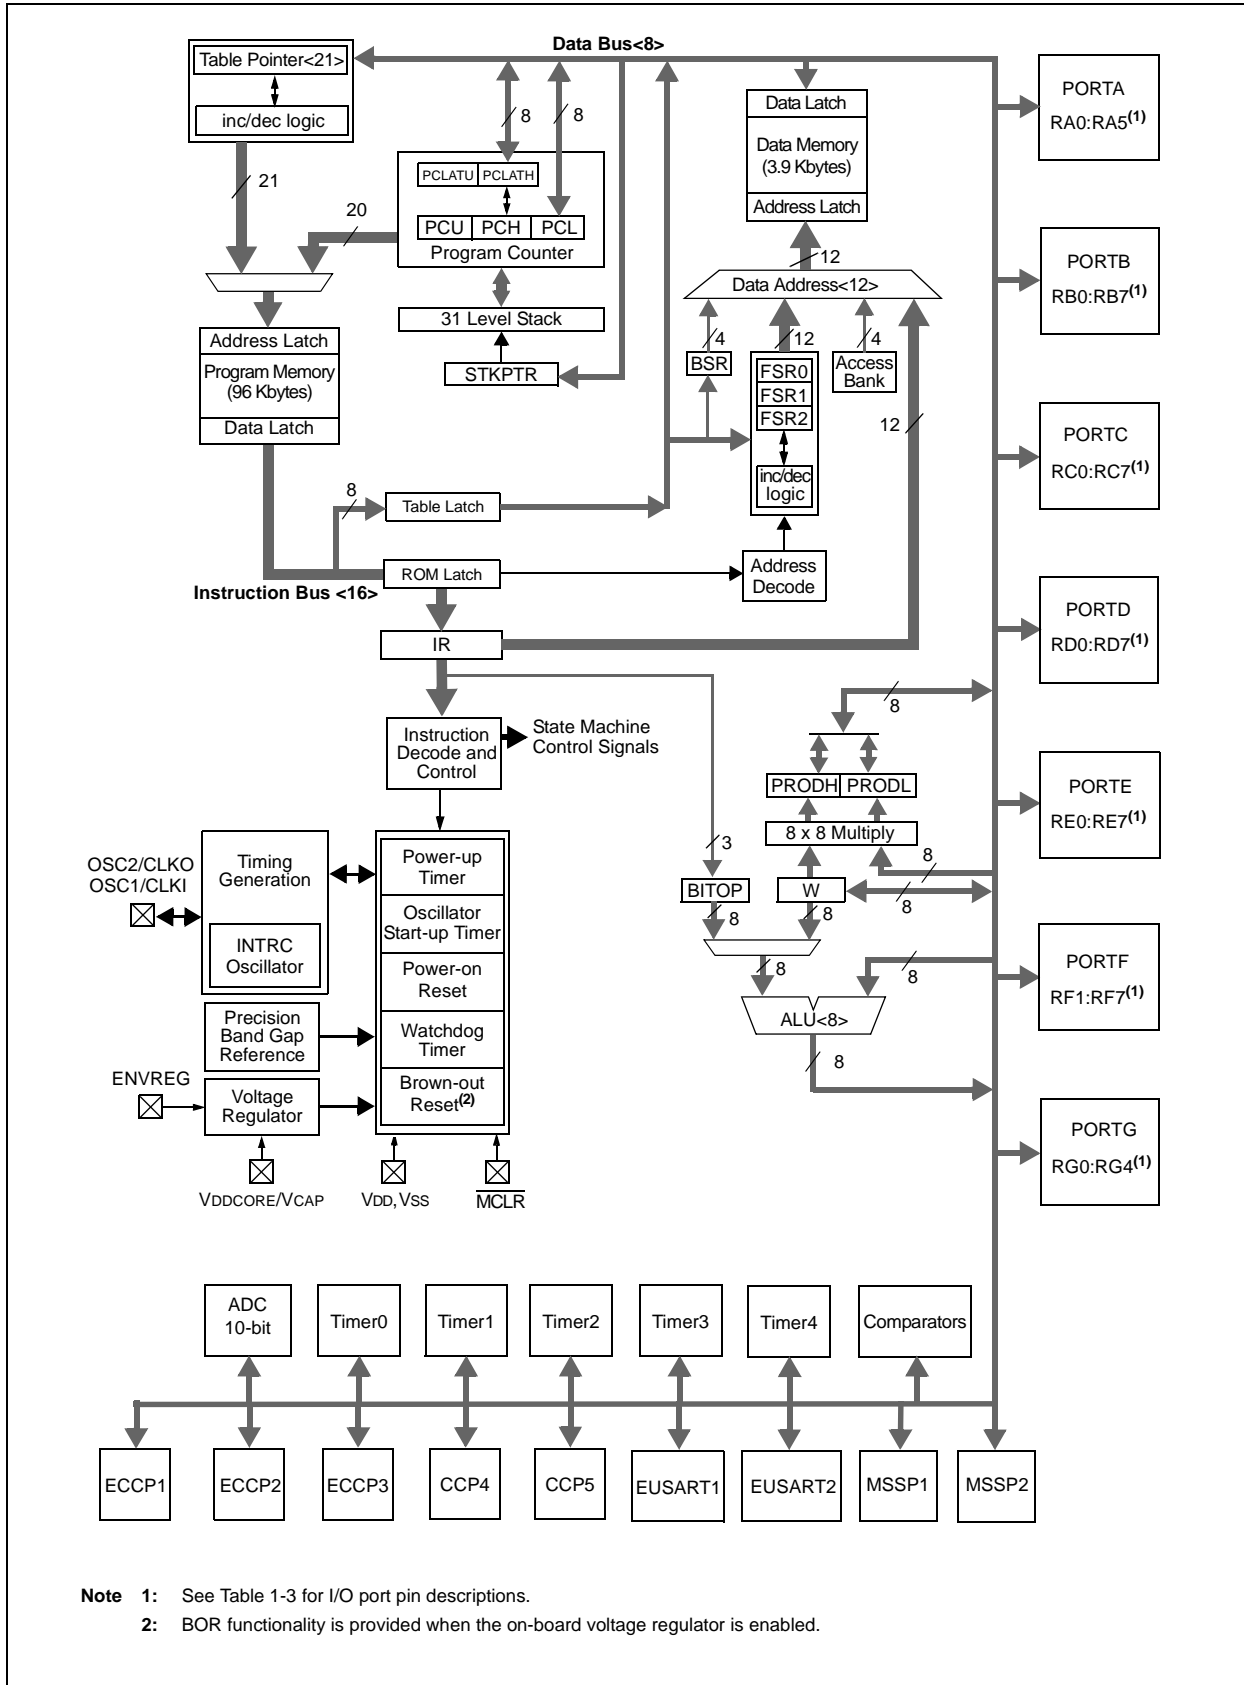 Data Bus<8>
Table Pointer<21>
inc/dec logic
21
20
8
8
PCLATU PCLATH
PCU PCH PCL
Program Counter
31 Level Stack
STKPTR
Address Latch
Program Memory
(96 Kbytes)
Data Latch
Data Latch
Data Memory
(3.9 Kbytes)
Address Latch
12
Data Address<12>
4
12
4
BSR
FSR0
FSR1
FSR2
inc/dec
logic
Access
Bank
12
8
Table Latch
ROM Latch
Instruction Bus <16>
Address
Decode
IR
Instruction
Decode and
Control
State Machine
Control Signals
8
PRODH PRODL
8 x 8 Multiply
3
8
BITOP
W
8
8
8
8
8
ALU<8>
8
OSC2/CLKO
OSC1/CLKI
Timing
Generation
INTRC
Oscillator
Power-up
Timer
Oscillator
Start-up Timer
Power-on
Reset
Watchdog
Timer
Brown-out
Reset(2)
Precision
Band Gap
Reference
ENVREG
Voltage
Regulator
VDDCORE/VCAP
VDD, VSS
MCLR
PORTA
RA0:RA5(1)
PORTB
RB0:RB7(1)
PORTC
RC0:RC7(1)
PORTD
RD0:RD7(1)
PORTE
RE0:RE7(1)
PORTF
RF1:RF7(1)
PORTG
RG0:RG4(1)
ADC
10-bit
Timer0
Timer1
Timer2
Timer3
Timer4
Comparators
ECCP1
ECCP2
ECCP3
CCP4
CCP5
EUSART1
EUSART2
MSSP1
MSSP2
Note 1: See Table 1-3 for I/O port pin descriptions.
2: BOR functionality is provided when the on-board voltage regulator is enabled.